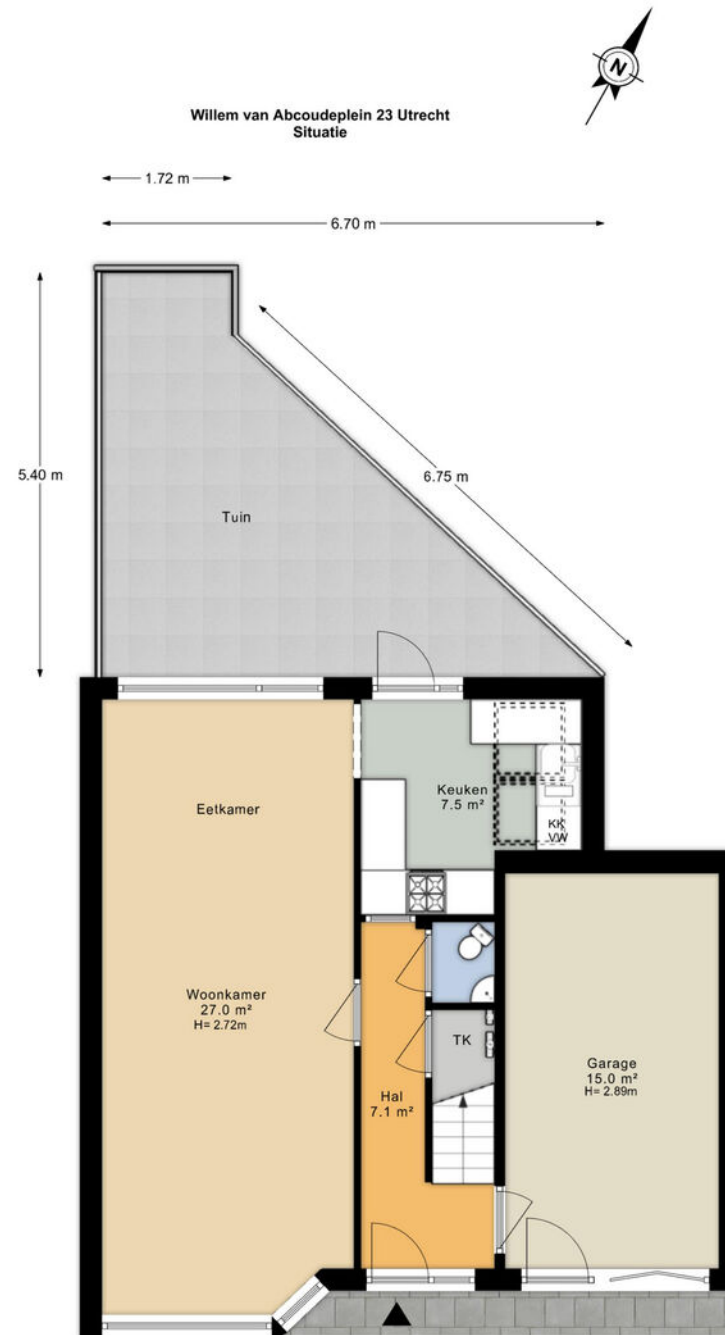 N
Willem van Abcoudeplein 23 Utrecht
Situatie
1.72 m
6.70 m
5.40 m
6.75 m
Tuin
Eetkamer
Keuken
7.5 m²
KK
VW
Woonkamer
27.0 m²
H= 2.72m
TK
Hal
7.1 m²
Garage
15.0 m²
H= 2.89m